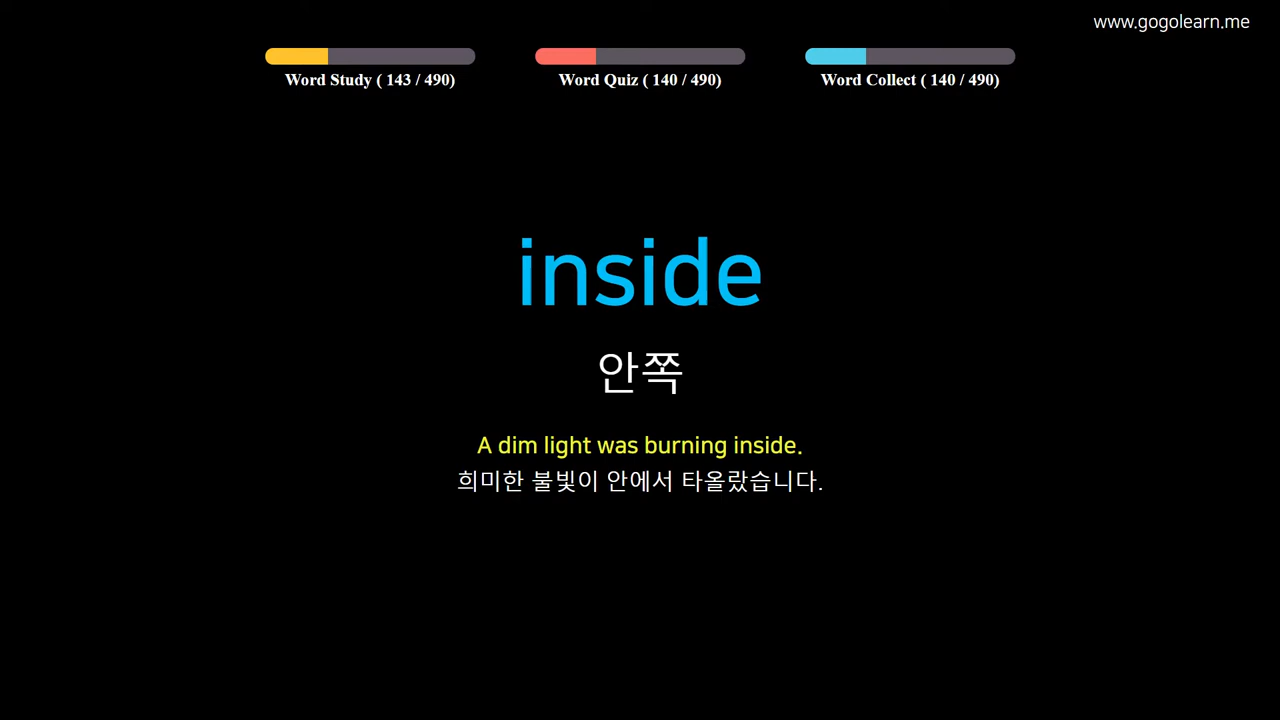 www.gogolearn.me
Word Study ( 143 / 490)
Word Quiz ( 140 / 490)
Word Collect ( 140 / 490)
inside
안쪽
A dim light was burning inside.
희미한 불빛이 안에서 타올랐습니다.